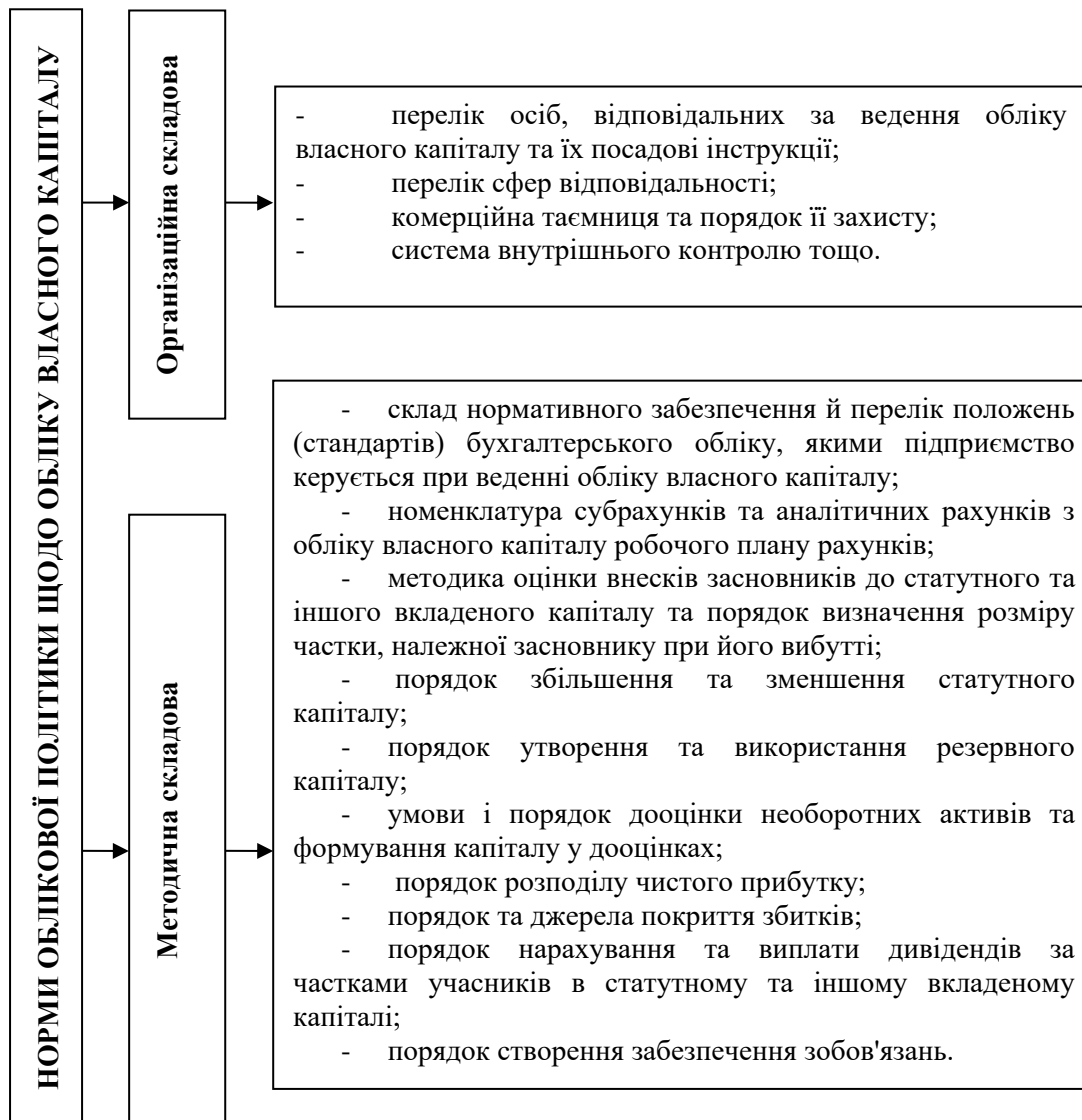 НОРМИ ОБЛІКОВОЇ ПОЛІТИКИ ЩОДО ОБЛІКУ ВЛАСНОГО КАПІТАЛУ
Організаційна складова
- перелік осіб, відповідальних за ведення обліку
власного капіталу та їх посадові інструкції;
- перелік сфер відповідальності;
- комерційна таємниця та порядок її захисту;
- система внутрішнього контролю тощо.
Методична складова
- склад нормативного забезпечення й перелік положень
(стандартів) бухгалтерського обліку, якими підприємство
керується при веденні обліку власного капіталу;
- номенклатура субрахунків та аналітичних рахунків з
обліку власного капіталу робочого плану рахунків;
- методика оцінки внесків засновників до статутного та
іншого вкладеного капіталу та порядок визначення розміру
частки, належної засновнику при його вибутті;
- порядок збільшення та зменшення статутного
капіталу;
- порядок утворення та використання резервного
капіталу;
- умови і порядок дооцінки необоротних активів та
формування капіталу у дооцінках;
- порядок розподілу чистого прибутку;
- порядок та джерела покриття збитків;
- порядок нарахування та виплати дивідендів за
частками учасників в статутному та іншому вкладеному
капіталі;
- порядок створення забезпечення зобов'язань.